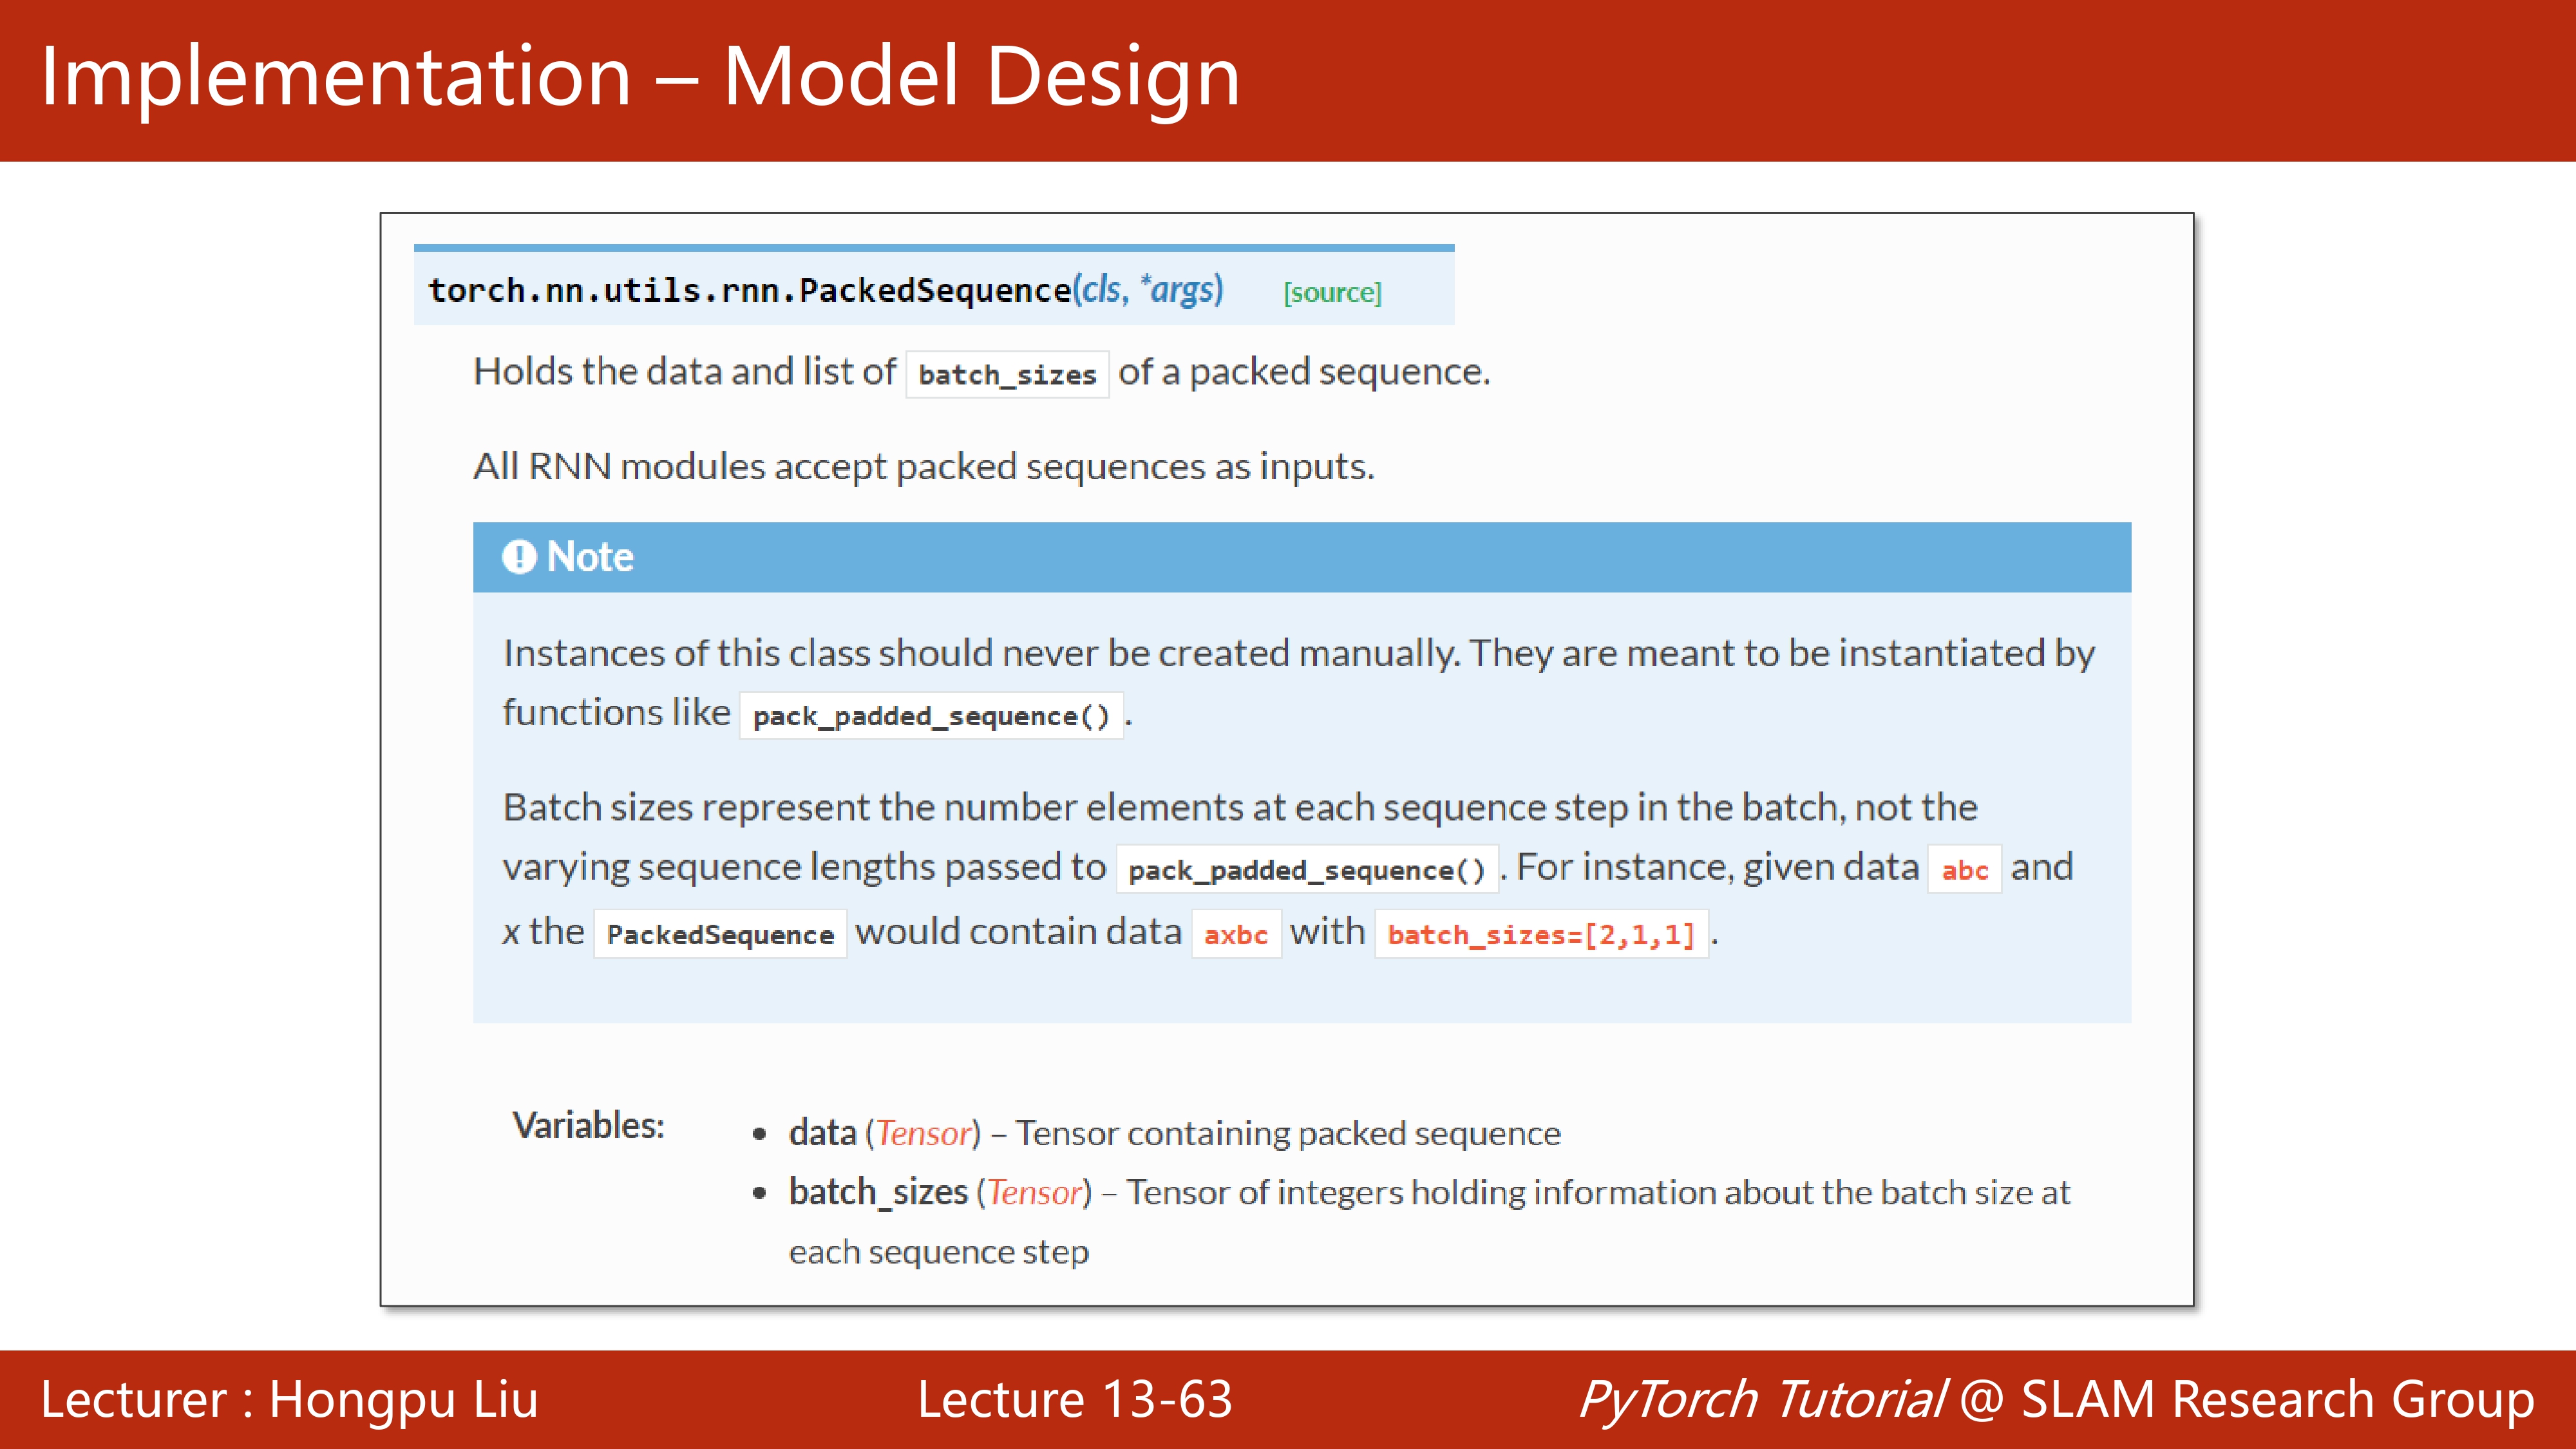 Implementation – Model Design
torch.nn.utils.rnn.PackedSequence(cls, *args) [source]
Holds the data and list of batch_sizes of a packed sequence.
All RNN modules accept packed sequences as inputs.
Note
Instances of this class should never be created manually. They are meant to be instantiated by
functions like pack_padded_sequence() .
Batch sizes represent the number elements at each sequence step in the batch, not the
varying sequence lengths passed to pack_padded_sequence() . For instance, given data abc and
x the PackedSequence would contain data axbc with batch_sizes=[2,1,1] .
Variables:
• data (Tensor) – Tensor containing packed sequence
• batch_sizes (Tensor) – Tensor of integers holding information about the batch size at
each sequence step
Lecturer : Hongpu Liu
Lecture 13-63
PyTorch Tutorial @ SLAM Research Group